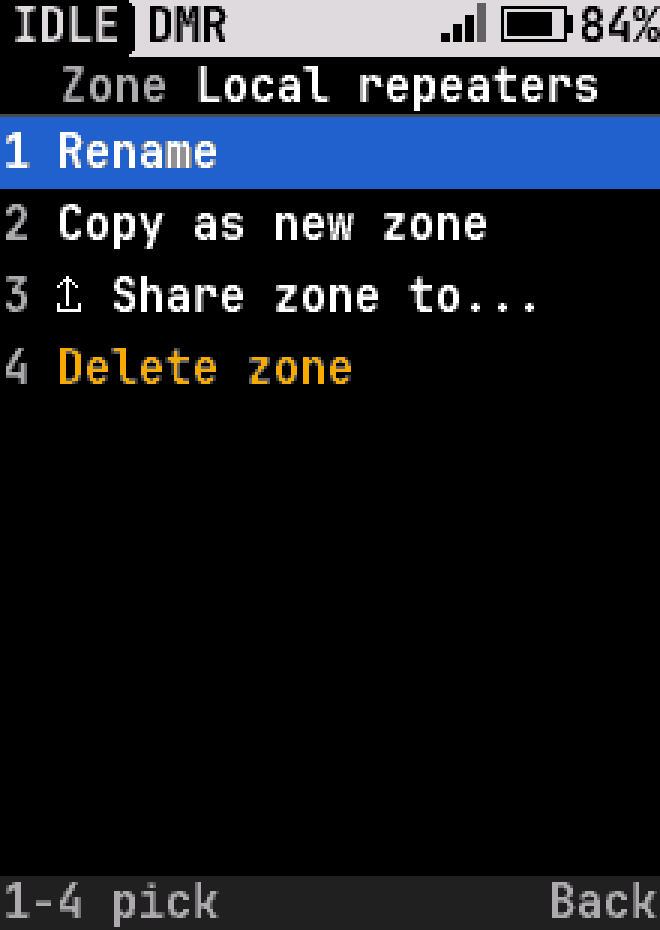 IDLE DMR 84%
Zone Local repeaters
1 Rename
2 Copy as new zone
3 Share zone to...
4 Delete zone
1-4 pick Back